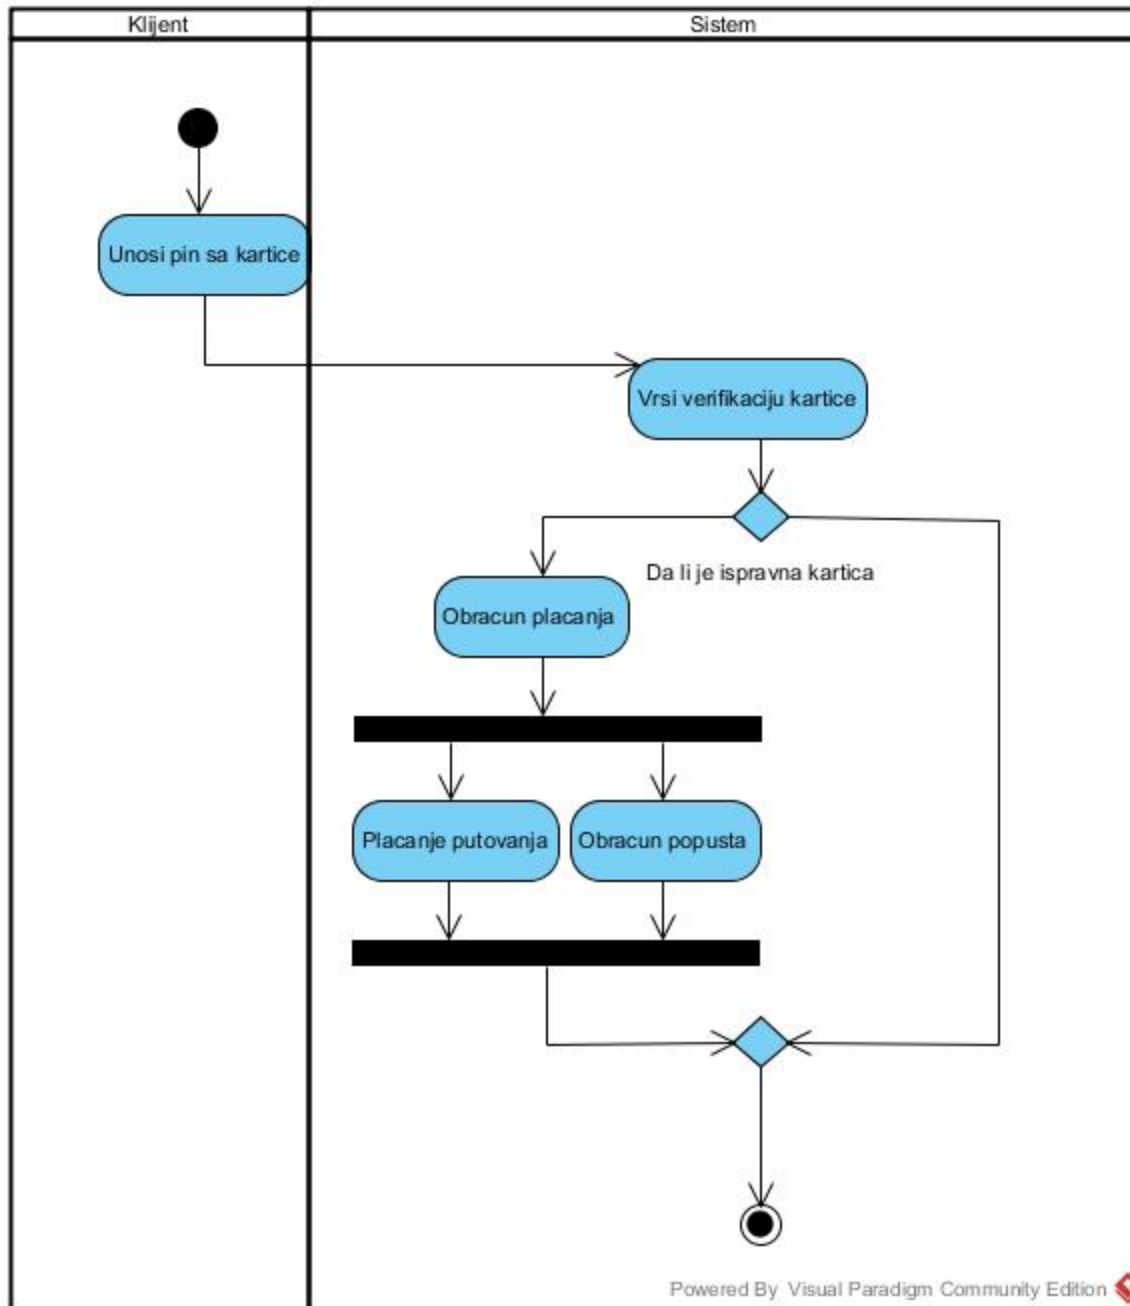 Klijent
Sistem
Unosi pin sa kartice
Vrsi verifikaciju kartice
Da li je ispravna kartica
Obracun placanja
Placanje putovanja
Obracun popusta
Powered By Visual Paradigm Community Edition